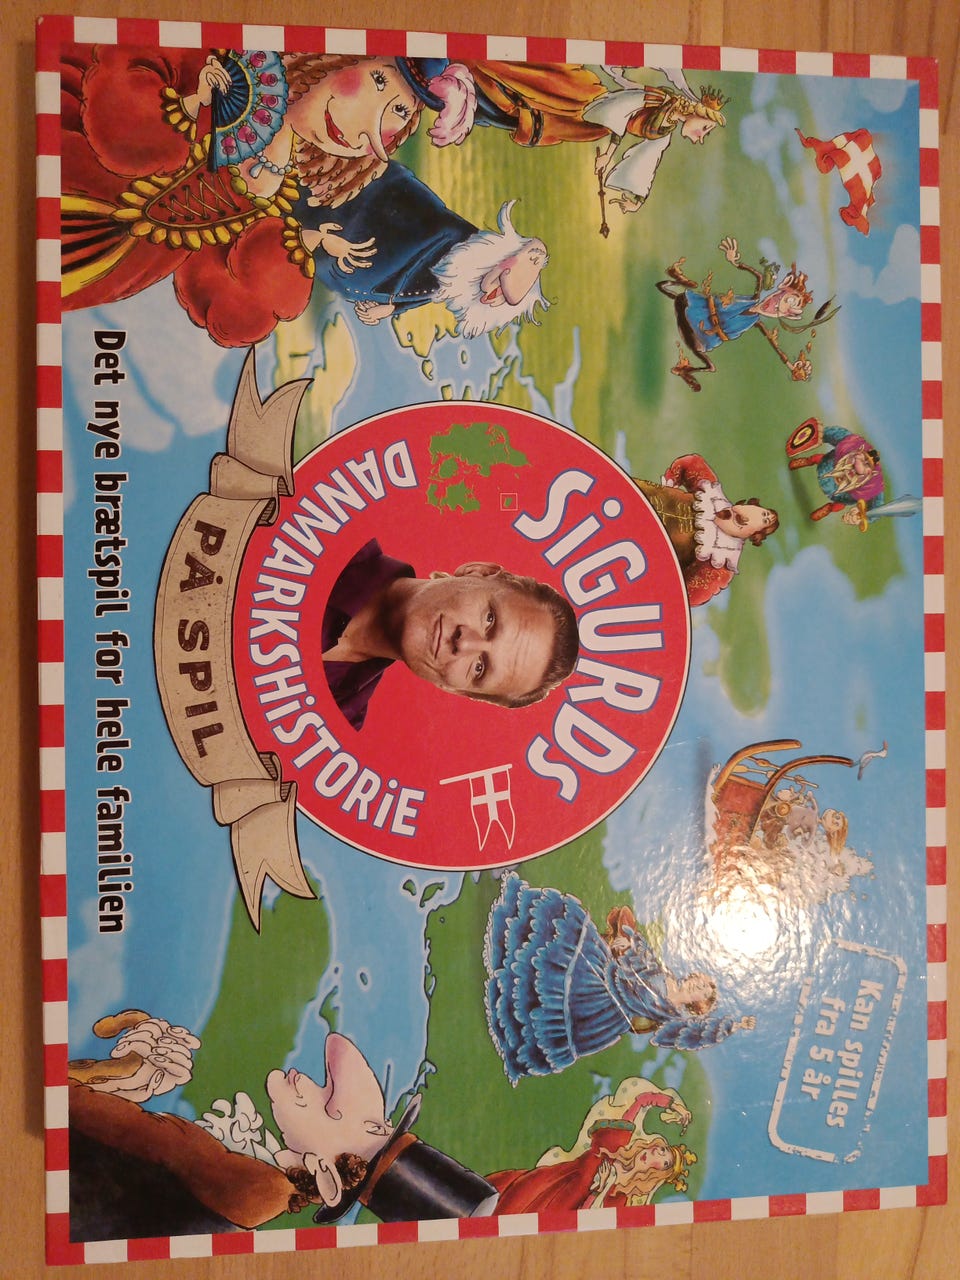 SiGURDS
DANMARKSHiSTORiE
PÅ SPIL
Det nye brætspil for hele familien
Kan spilles
fra 5 år